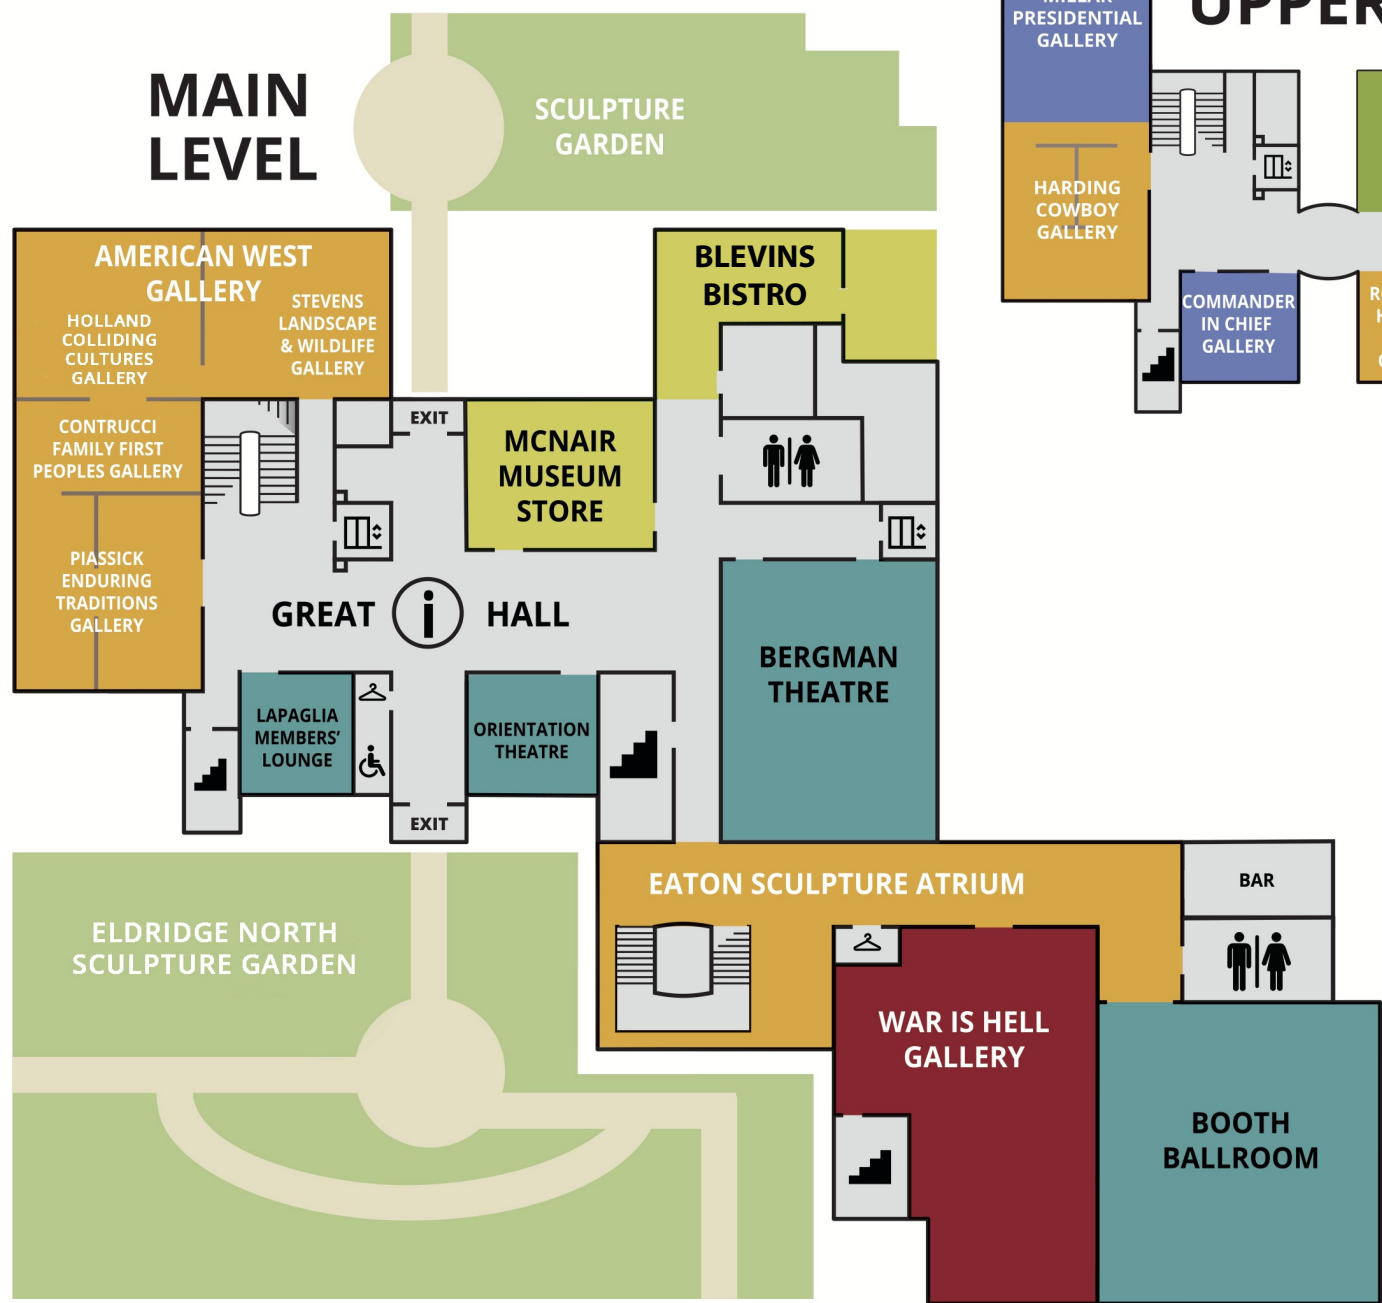 MAIN
LEVEL
SCULPTURE
GARDEN
PRESIDENTIAL
GALLERY
HARDING
COWBOY
GALLERY
COMMANDER
IN CHIEF
GALLERY
AMERICAN WEST
GALLERY
HOLLAND
COLLIDING
CULTURES
GALLERY
STEVENS
LANDSCAPE
& WILDLIFE
GALLERY
CONTRUCCI
FAMILY FIRST
PEOPLES GALLERY
PIASSICK
ENDURING
TRADITIONS
GALLERY
BLEVINS
BISTRO
EXIT
MCNAIR
MUSEUM
STORE
GREAT i HALL
BERGMAN
THEATRE
LAPAGLIA
MEMBERS'
LOUNGE
ORIENTATION
THEATRE
EXIT
EATON SCULPTURE ATRIUM
BAR
ELDRIDGE NORTH
SCULPTURE GARDEN
WAR IS HELL
GALLERY
BOOTH
BALLROOM